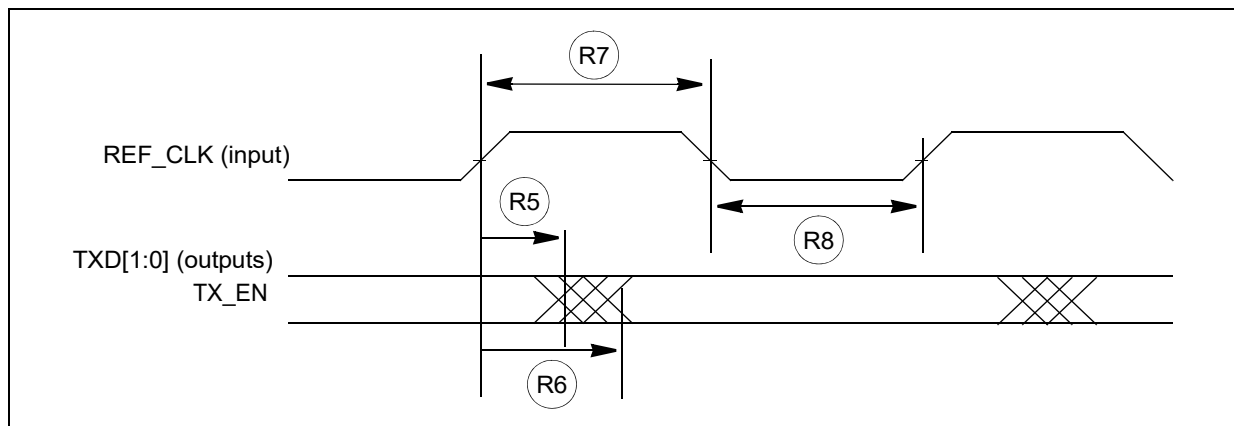 R7
REF_CLK (input)
R5
R8
TXD[1:0] (outputs)
TX_EN
R6